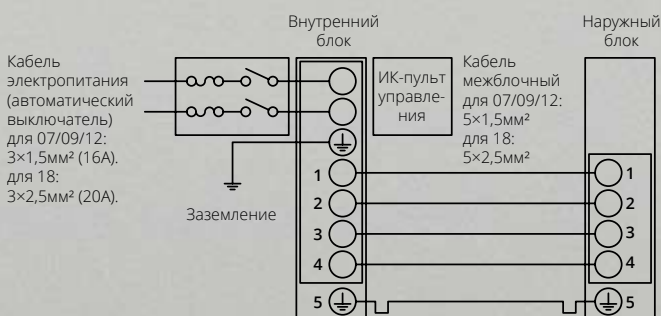 Внутренний
блок
Наружный
блок
Кабель
электропитания
(автоматический
выключатель)
для 07/09/12:
3×1,5мм² (16А).
для 18:
3×2,5мм² (20А).
ИК-пульт
управле-
ния
Кабель
межблочный
для 07/09/12:
5×1,5мм²
для 18:
5×2,5мм²
Заземление
1
1
2
2
3
3
4
4
5
5